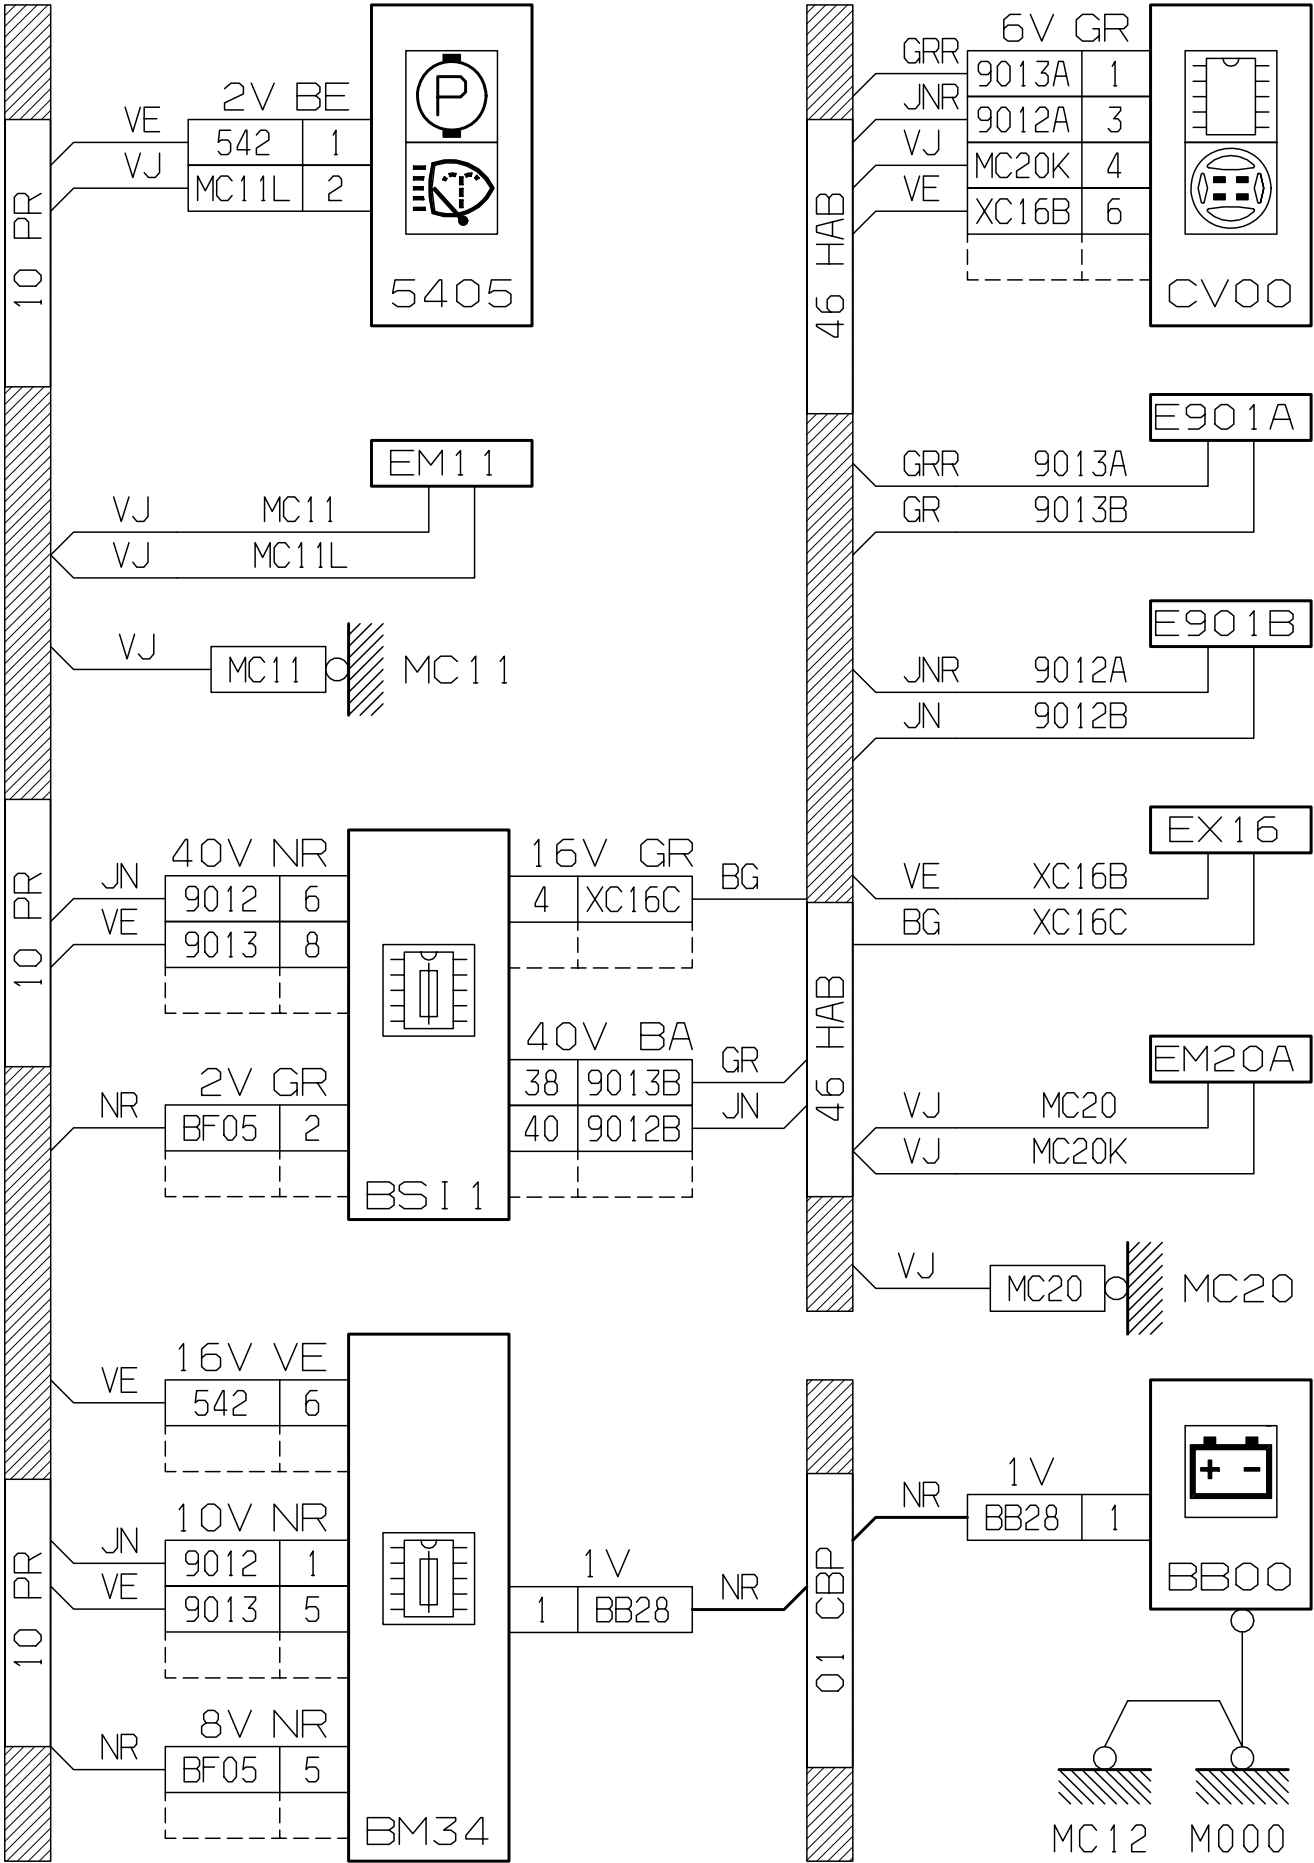 10 PR
2V BE
VE 542 1
VJ MC11L 2
P
5405
EM11
VJ MC11
VJ MC11L
VJ MC11 MC11
10 PR
40V NR
JN 9012 6
VE 9013 8
2V GR
NR BF05 2
BSI1
16V GR
4 XC16C BG
40V BA
38 9013B GR
40 9012B JN
10 PR
16V VE
VE 542 6
10V NR
JN 9012 1
VE 9013 5
8V NR
NR BF05 5
BM34
1V
1 BB28 NR
46 HAB
6V GR
GRR 9013A 1
JNR 9012A 3
VJ MC20K 4
VE XC16B 6
CV00
E901A
GRR 9013A
GR 9013B
E901B
JNR 9012A
JN 9012B
EX16
VE XC16B
BG XC16C
46 HAB
EM20A
VJ MC20
VJ MC20K
VJ MC20 MC20
01 CBP
1V
NR BB28 1
+ -
BB00
MC12 M000